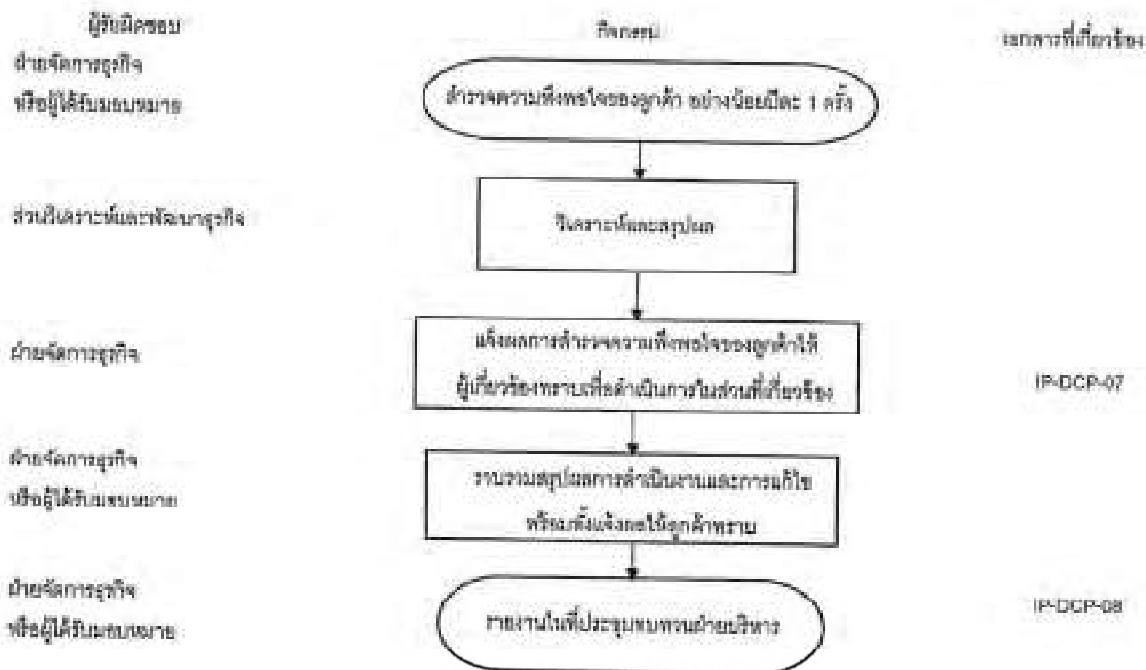 ผู้รับผิดชอบ
กิจกรรม
เอกสารที่เกี่ยวข้อง
ฝ่ายจัดการธุรกิจ
หรือผู้ได้รับมอบหมาย
สำรวจความพึงพอใจของลูกค้า อย่างน้อยปีละ 1 ครั้ง
ส่วนวิเคราะห์และพัฒนาธุรกิจ
วิเคราะห์และสรุปผล
ฝ่ายจัดการธุรกิจ
แจ้งผลการสำรวจความพึงพอใจของลูกค้าให้
ผู้เกี่ยวข้องทราบเพื่อดำเนินการในส่วนที่เกี่ยวข้อง
IP-DCP-07
ฝ่ายจัดการธุรกิจ
หรือผู้ได้รับมอบหมาย
รวบรวมสรุปผลการดำเนินงานและการแก้ไข
พร้อมทั้งแจ้งผลให้ลูกค้าทราบ
ฝ่ายจัดการธุรกิจ
หรือผู้ได้รับมอบหมาย
รายงานในที่ประชุมทบทวนฝ่ายบริหาร
IP-DCP-08